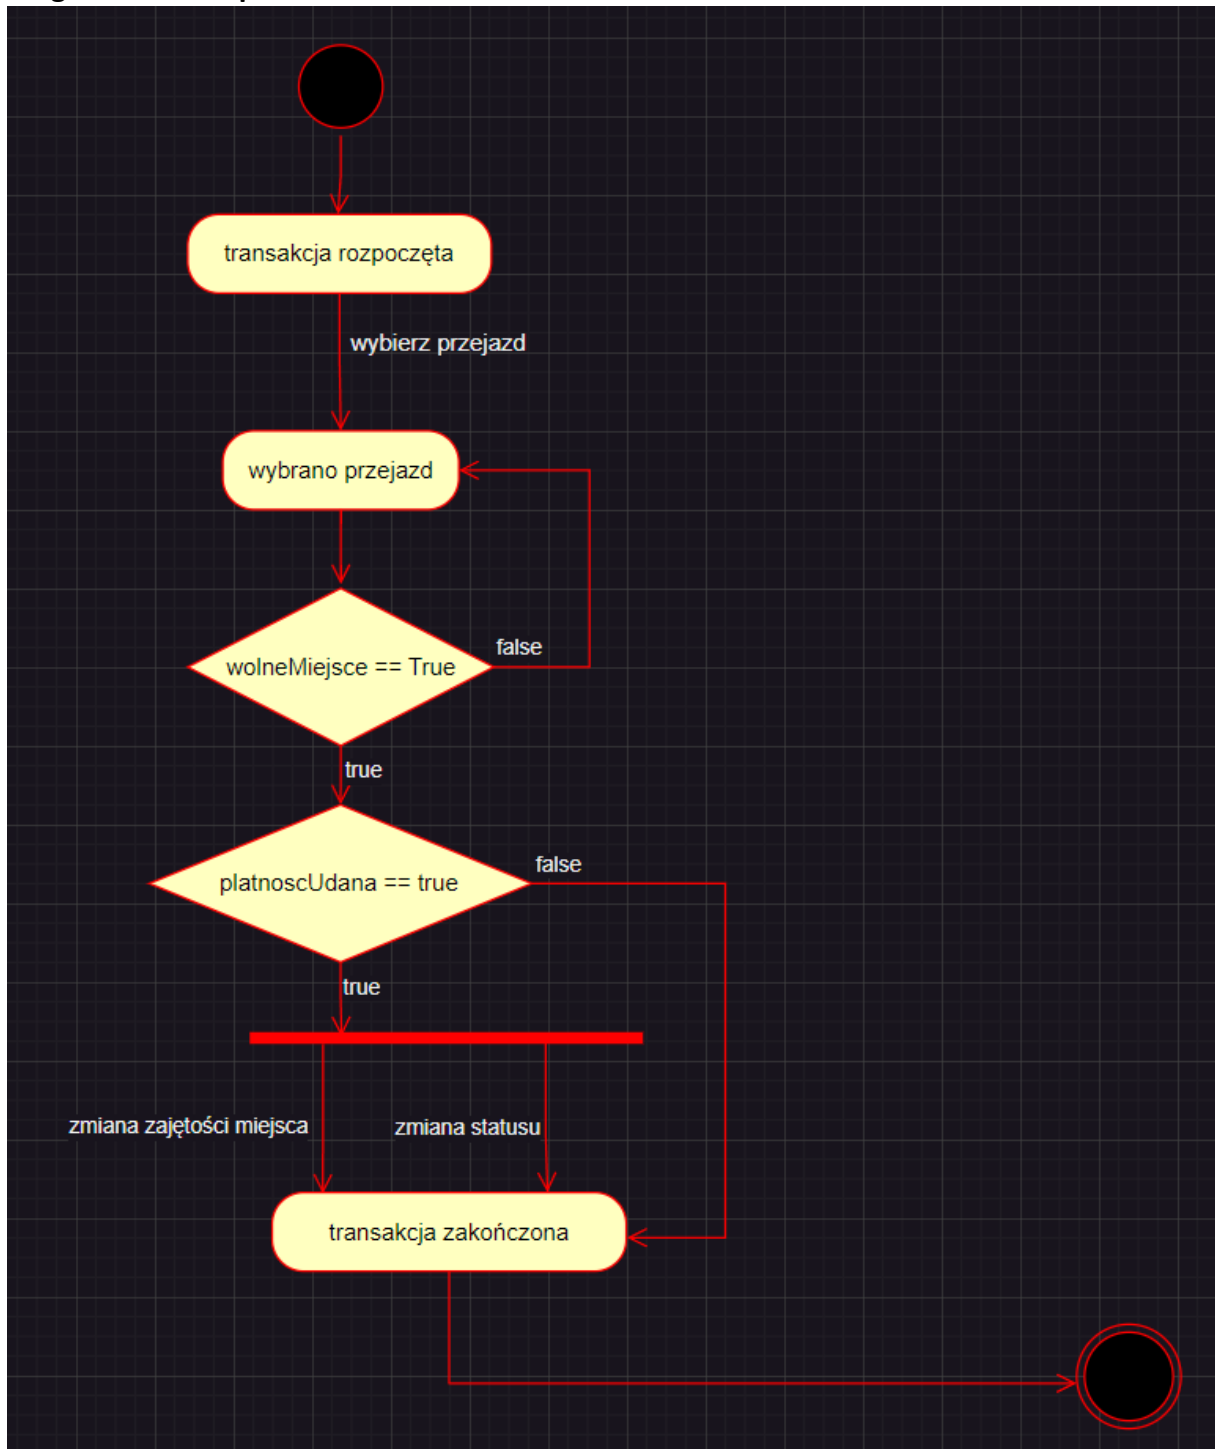 transakcja rozpoczęta
wybierz przejazd
wybrano przejazd
false
wolneMiejsce == True
true
false
platnoscUdana == true
true
zmiana zajętości miejsca
zmiana statusu
transakcja zakończona